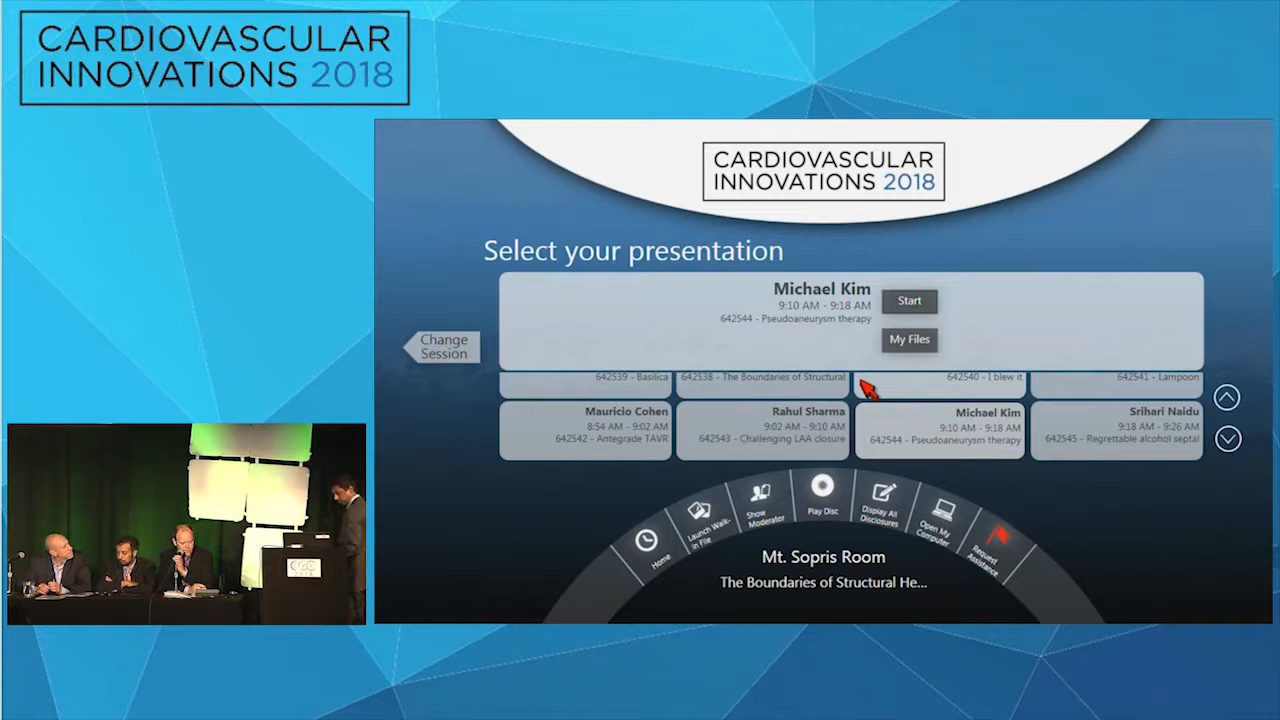 CARDIOVASCULAR
INNOVATIONS 2018
CARDIOVASCULAR
INNOVATIONS 2018
Select your presentation
Michael Kim
9:10 AM - 9:18 AM
642544 - Pseudoaneurysm therapy
Start
My Files
Change
Session
642539 - Basilica
642538 - The Boundaries of Structural
642540 - I blew it
642541 - Lampoon
Mauricio Cohen
8:54 AM - 9:02 AM
642542 - Antegrade TAVR
Rahul Sharma
9:02 AM - 9:10 AM
642543 - Challenging LAA closure
Michael Kim
9:10 AM - 9:18 AM
642544 - Pseudoaneurysm therapy
Srihari Naidu
9:18 AM - 9:26 AM
642545 - Regrettable alcohol septal
Home
Launch Walk-
in File
Show
Moderator
Play Disc
Display All
Disclosures
Open My
Computer
Request
Assistance
Mt. Sopris Room
The Boundaries of Structural He...